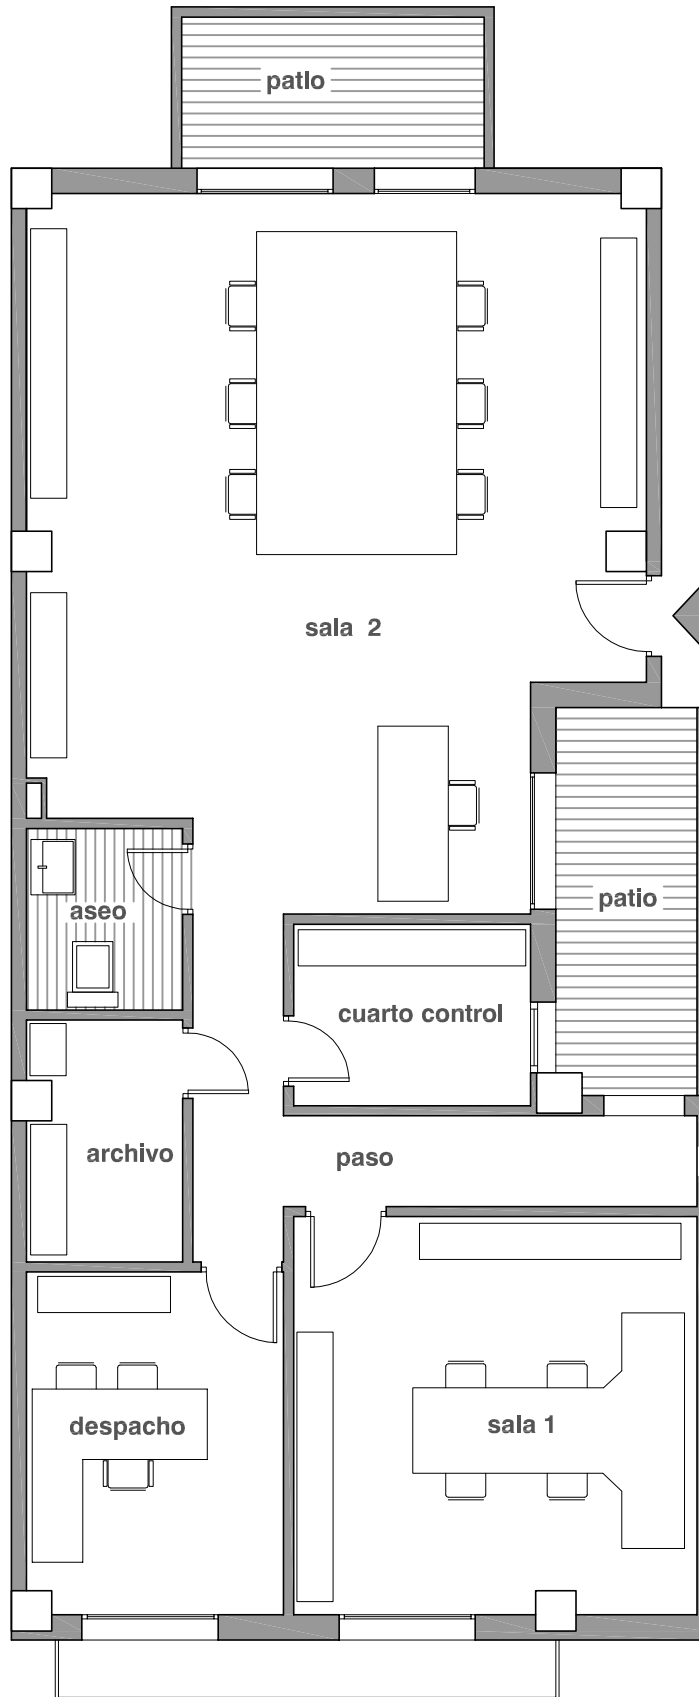 patio
sala 2
patio
aseo
cuarto control
archivo
paso
despacho
sala 1